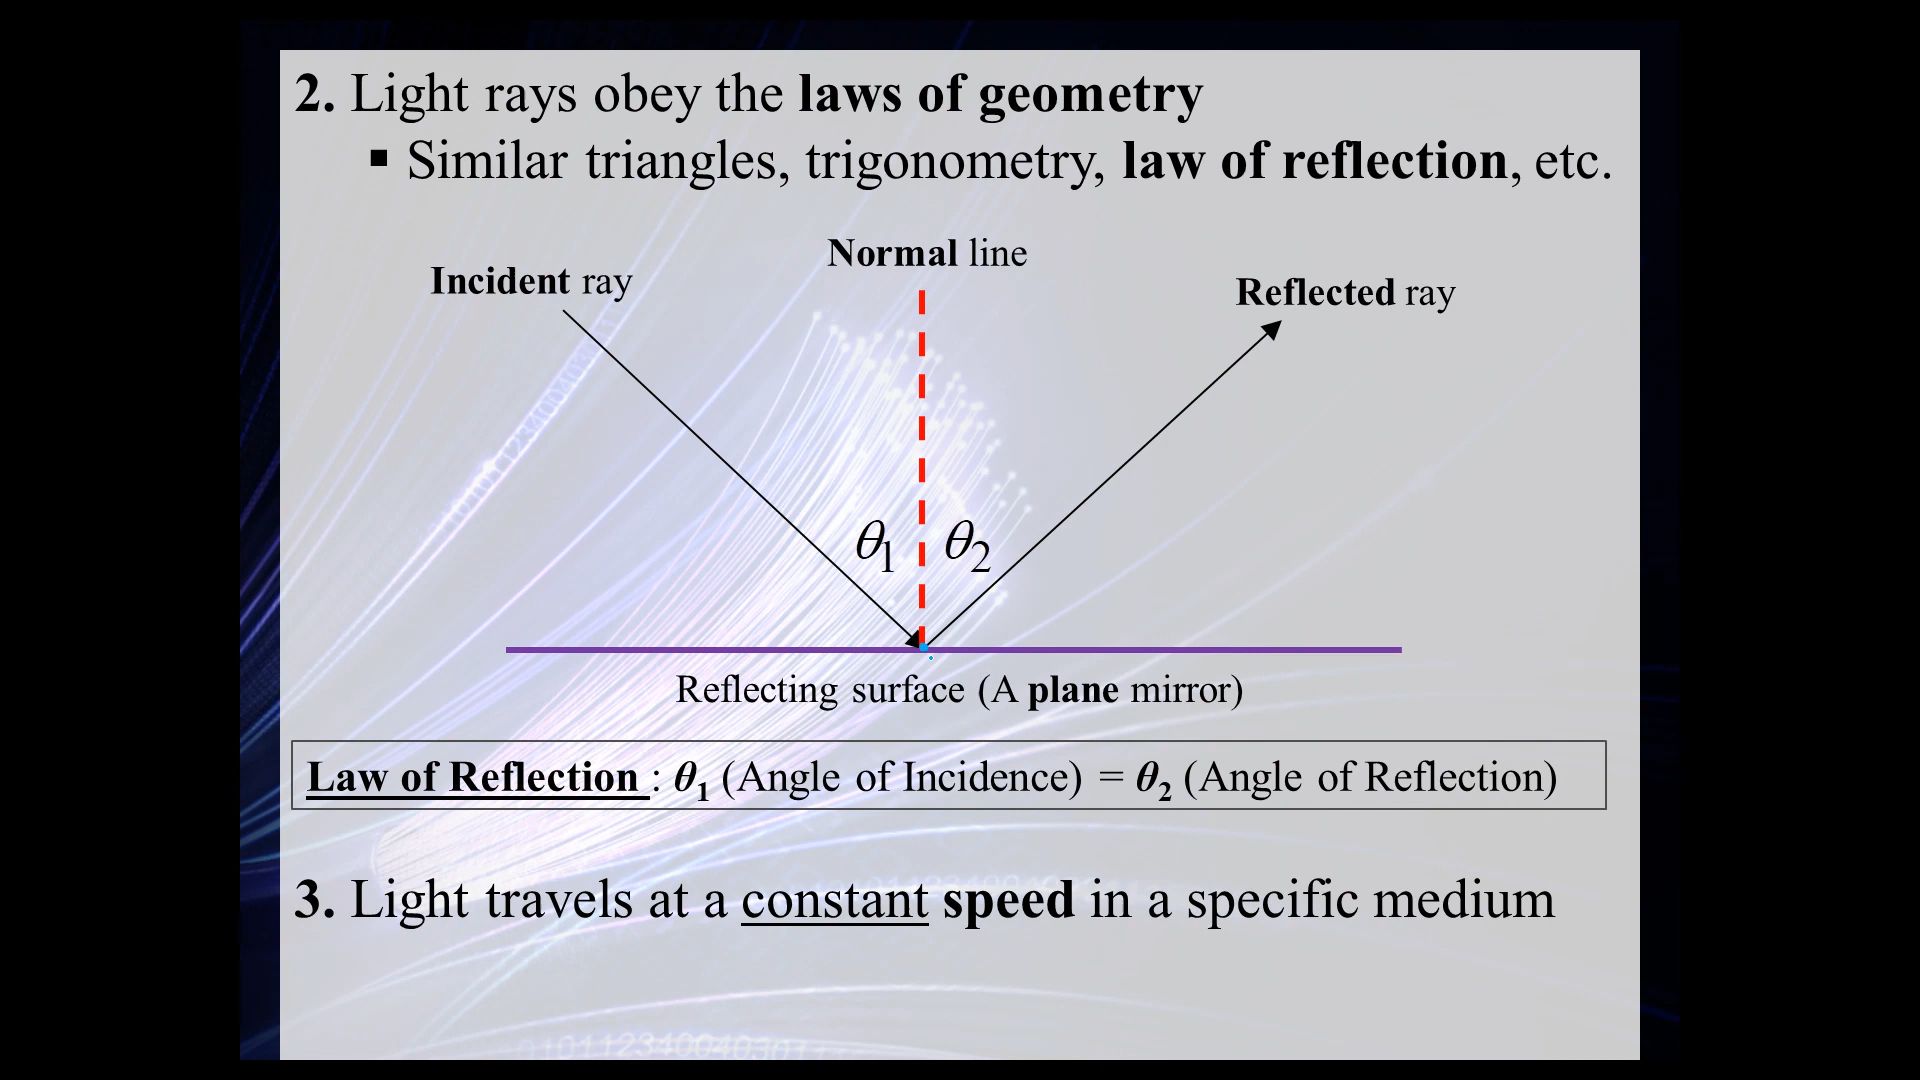 2. Light rays obey the laws of geometry
▪ Similar triangles, trigonometry, law of reflection, etc.
Normal line
Incident ray
Reflected ray
θ1 θ2
Reflecting surface (A plane mirror)
Law of Reflection : θ1 (Angle of Incidence) = θ2 (Angle of Reflection)
3. Light travels at a constant speed in a specific medium